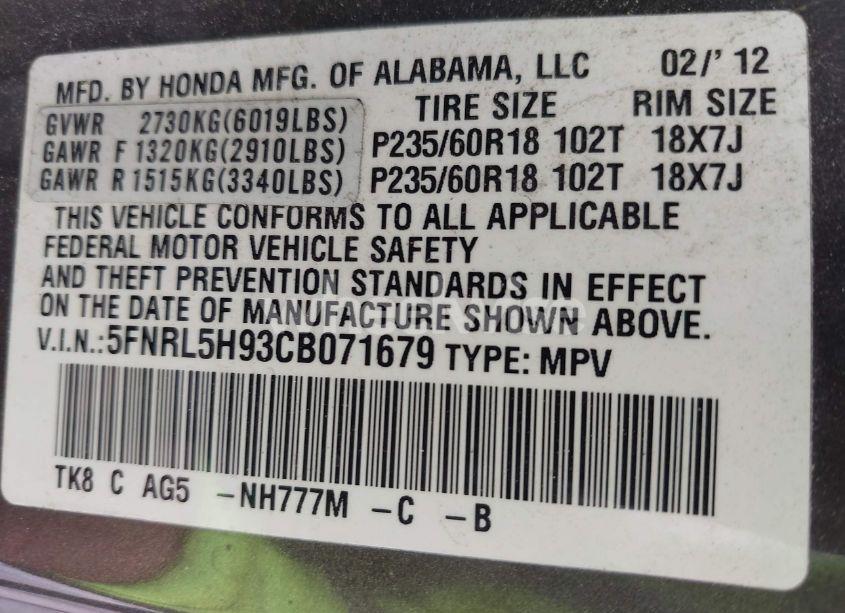 MFD. BY HONDA MFG. OF ALABAMA, LLC 02/' 12
TIRE SIZE RIM SIZE
GVWR 2730KG(6019LBS)
GAWR F 1320KG(2910LBS) P235/60R18 102T 18X7J
GAWR R 1515KG(3340LBS) P235/60R18 102T 18X7J
THIS VEHICLE CONFORMS TO ALL APPLICABLE
FEDERAL MOTOR VEHICLE SAFETY
AND THEFT PREVENTION STANDARDS IN EFFECT
ON THE DATE OF MANUFACTURE SHOWN ABOVE.
V.I.N.:5FNRL5H93CB071679 TYPE: MPV
TK8 C AG5 -NH777M -C -B